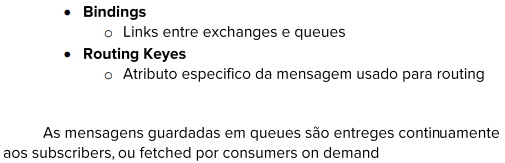 • Bindings
o Links entre exchanges e queues
• Routing Keyes
o Atributo especifico da mensagem usado para routing
As mensagens guardadas em queues são entreges continuamente
aos subscribers, ou fetched por consumers on demand